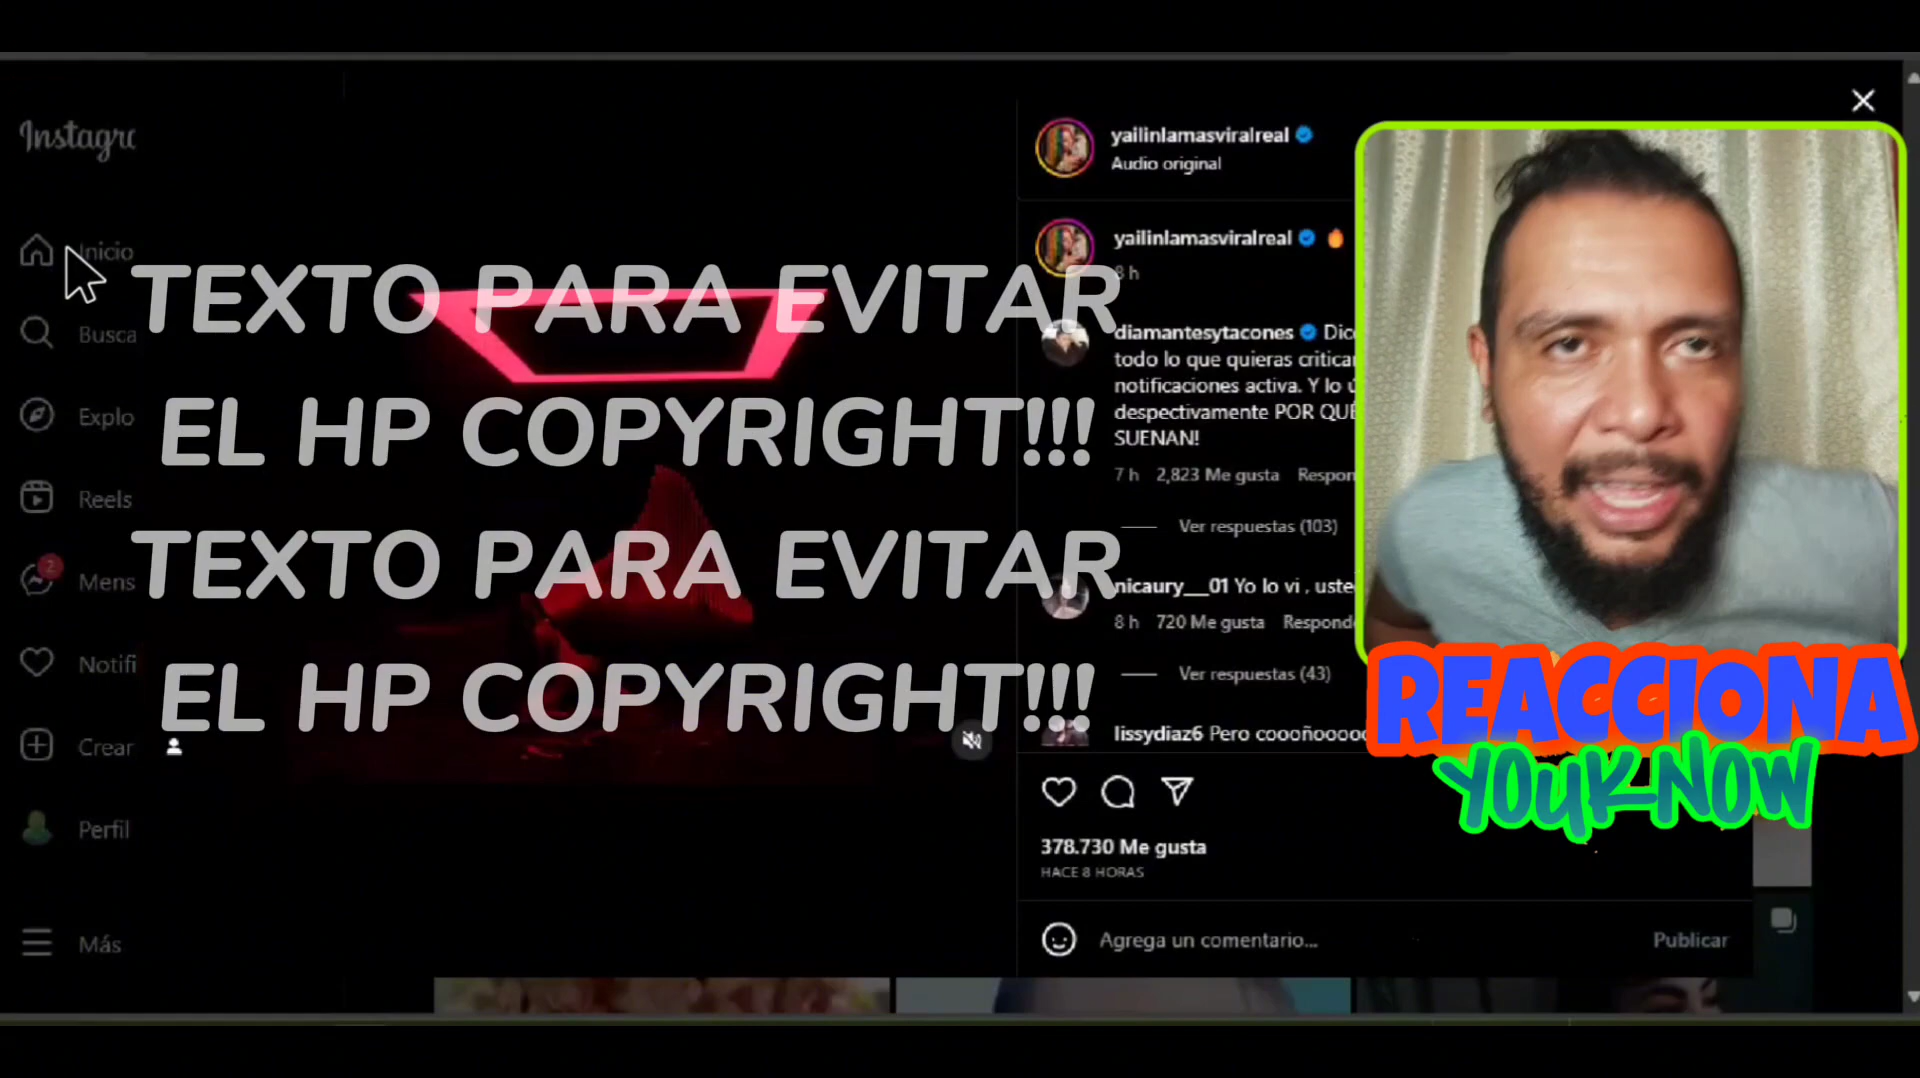 Instagr
Inicio
Busca
Explo
Reels
2
Mens
Notifi
Crear
Perfil
Más
TEXTO PARA EVITAR
EL HP COPYRIGHT!!!
TEXTO PARA EVITAR
EL HP COPYRIGHT!!!
yailinlamasviralreal
Audio original
yailinlamasviralreal
8 h
diamantesytacones Dic
todo lo que quieras critica
notificaciones activa. Y lo ú
despectivamente POR QUE
SUENAN!
7 h 2,823 Me gusta Respon
Ver respuestas (103)
nicaury___01 Yo lo vi , uste
8 h 720 Me gusta Respond
Ver respuestas (43)
lissydiaz6 Pero coooñooooo
378.730 Me gusta
HACE 8 HORAS
Agrega un comentario...
Publicar
REACCIONA
YOUKNOW